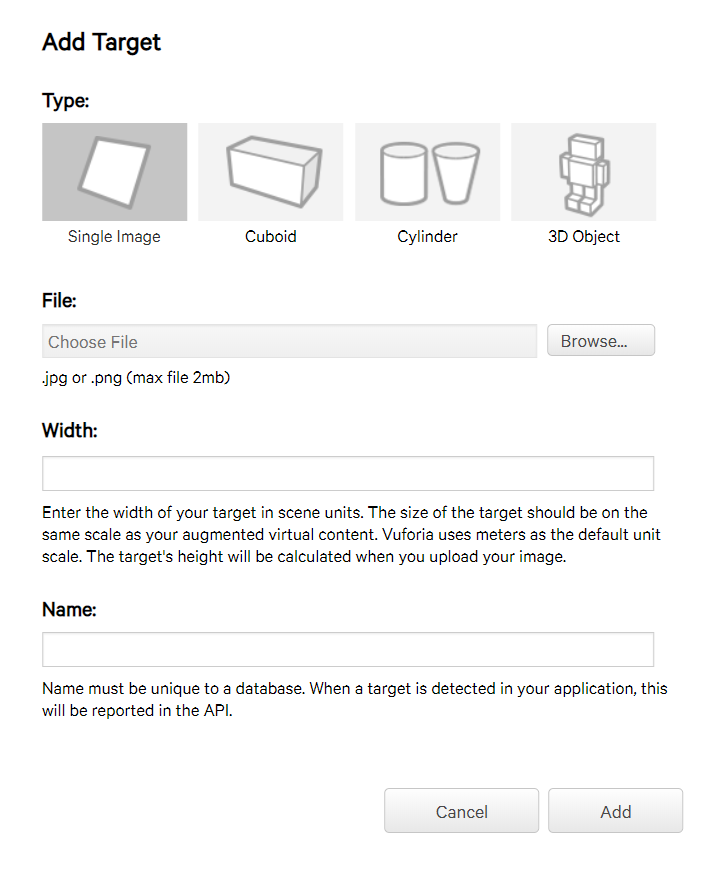 Add Target
Type:
Single Image
Cuboid
Cylinder
3D Object
File:
Choose File
Browse...
.jpg or .png (max file 2mb)
Width:
Enter the width of your target in scene units. The size of the target should be on the
same scale as your augmented virtual content. Vuforia uses meters as the default unit
scale. The target's height will be calculated when you upload your image.
Name:
Name must be unique to a database. When a target is detected in your application, this
will be reported in the API.
Cancel
Add